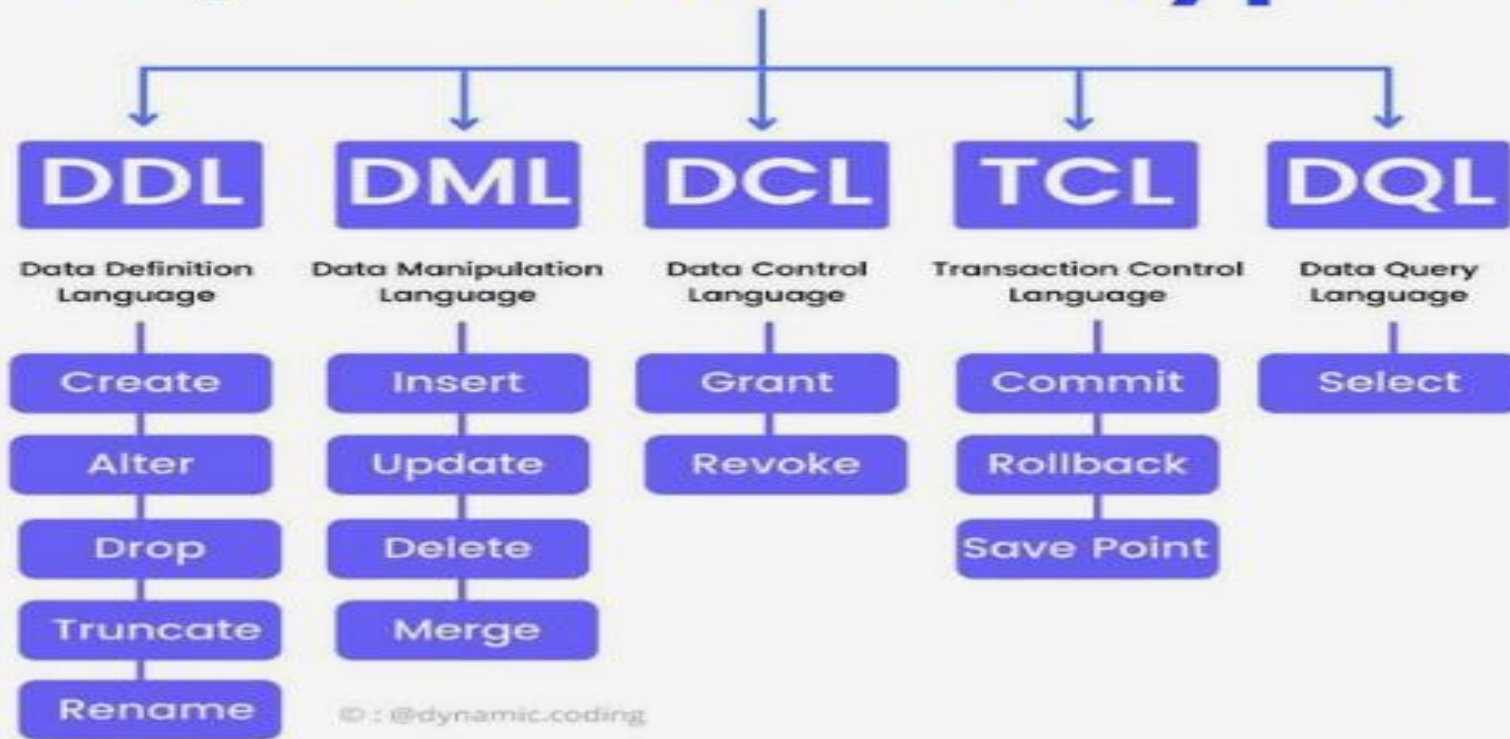 DDL
DML
DCL
TCL
DQL
Data Definition
Language
Data Manipulation
Language
Data Control
Language
Transaction Control
Language
Data Query
Language
Create
Alter
Drop
Truncate
Rename
Insert
Update
Delete
Merge
Grant
Revoke
Commit
Rollback
Save Point
Select
© : @dynamic.coding